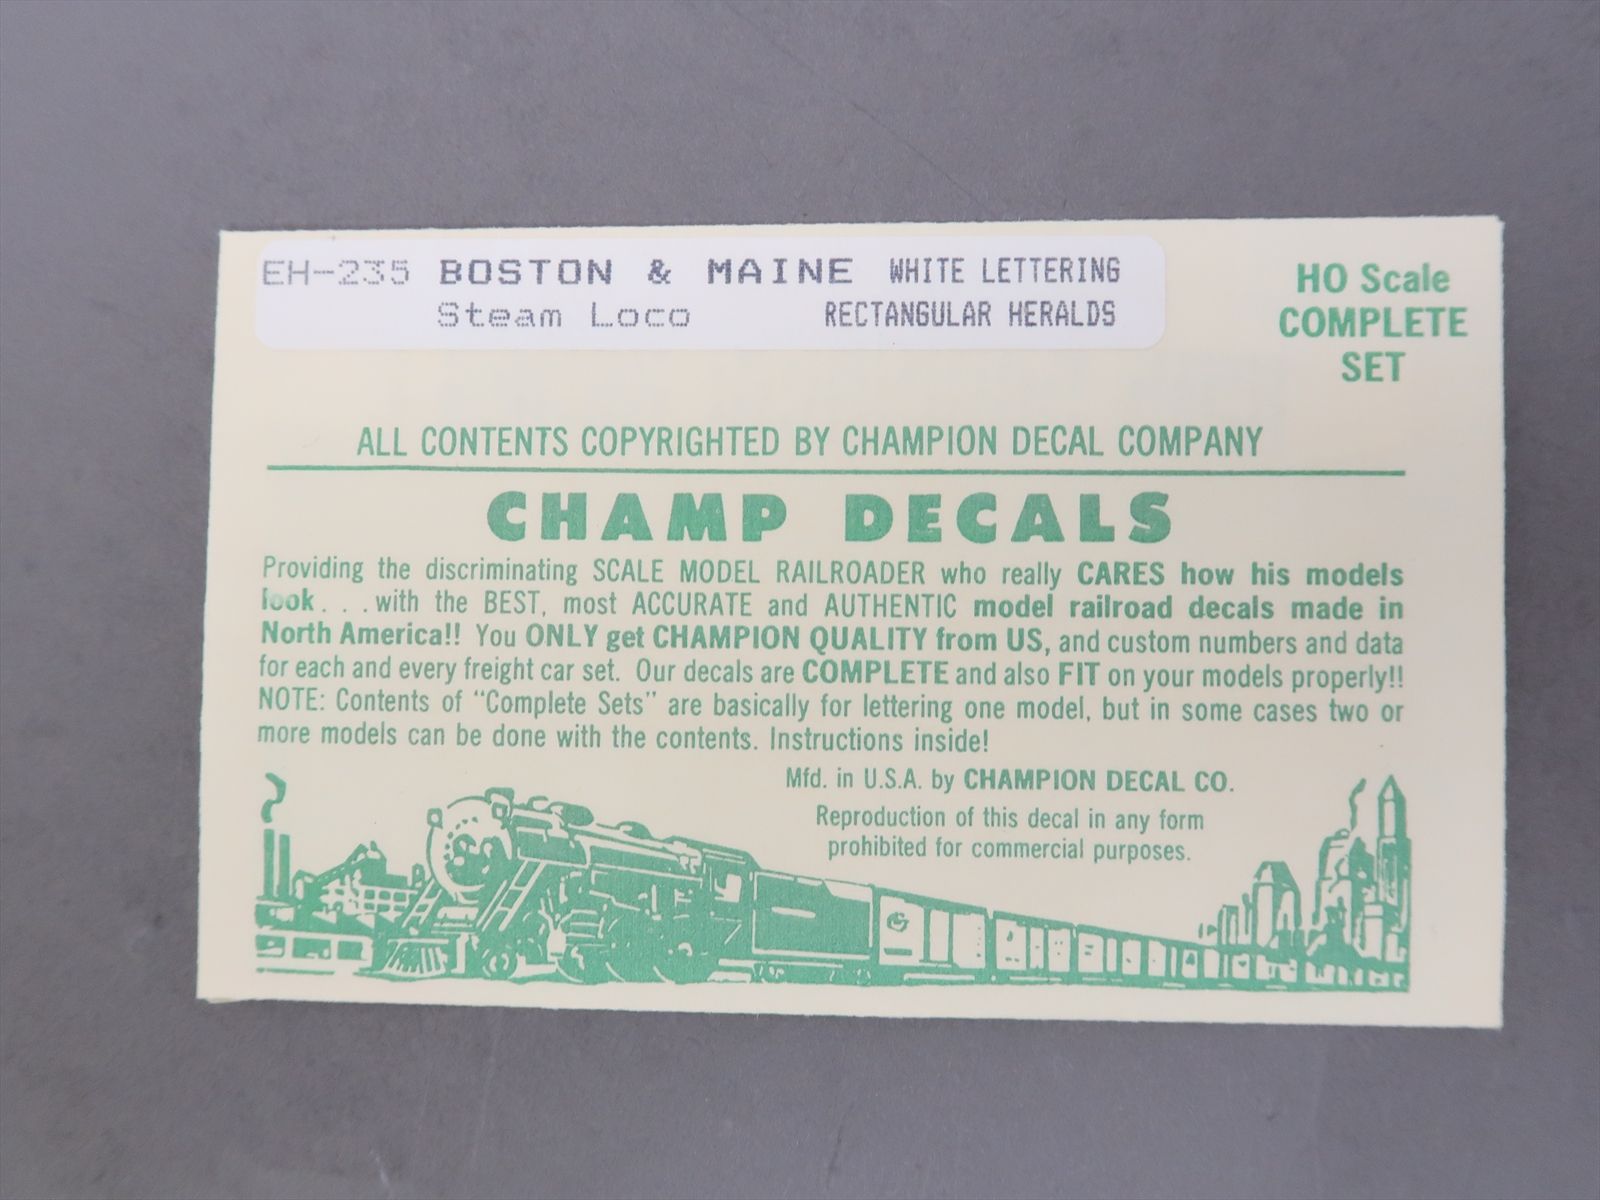 EH-235 BOSTON & MAINE WHITE LETTERING
Steam Loco RECTANGULAR HERALDS
HO Scale
COMPLETE
SET
ALL CONTENTS COPYRIGHTED BY CHAMPION DECAL COMPANY
CHAMP DECALS
Providing the discriminating SCALE MODEL RAILROADER who really CARES how his models
look. . . .with the BEST, most ACCURATE and AUTHENTIC model railroad decals made in
North America!! You ONLY get CHAMPION QUALITY from US, and custom numbers and data
for each and every freight car set. Our decals are COMPLETE and also FIT on your models properly!!
NOTE: Contents of "Complete Sets" are basically for lettering one model, but in some cases two or
more models can be done with the contents. Instructions inside!
Mfd. in U.S.A. by CHAMPION DECAL CO.
Reproduction of this decal in any form
prohibited for commercial purposes.